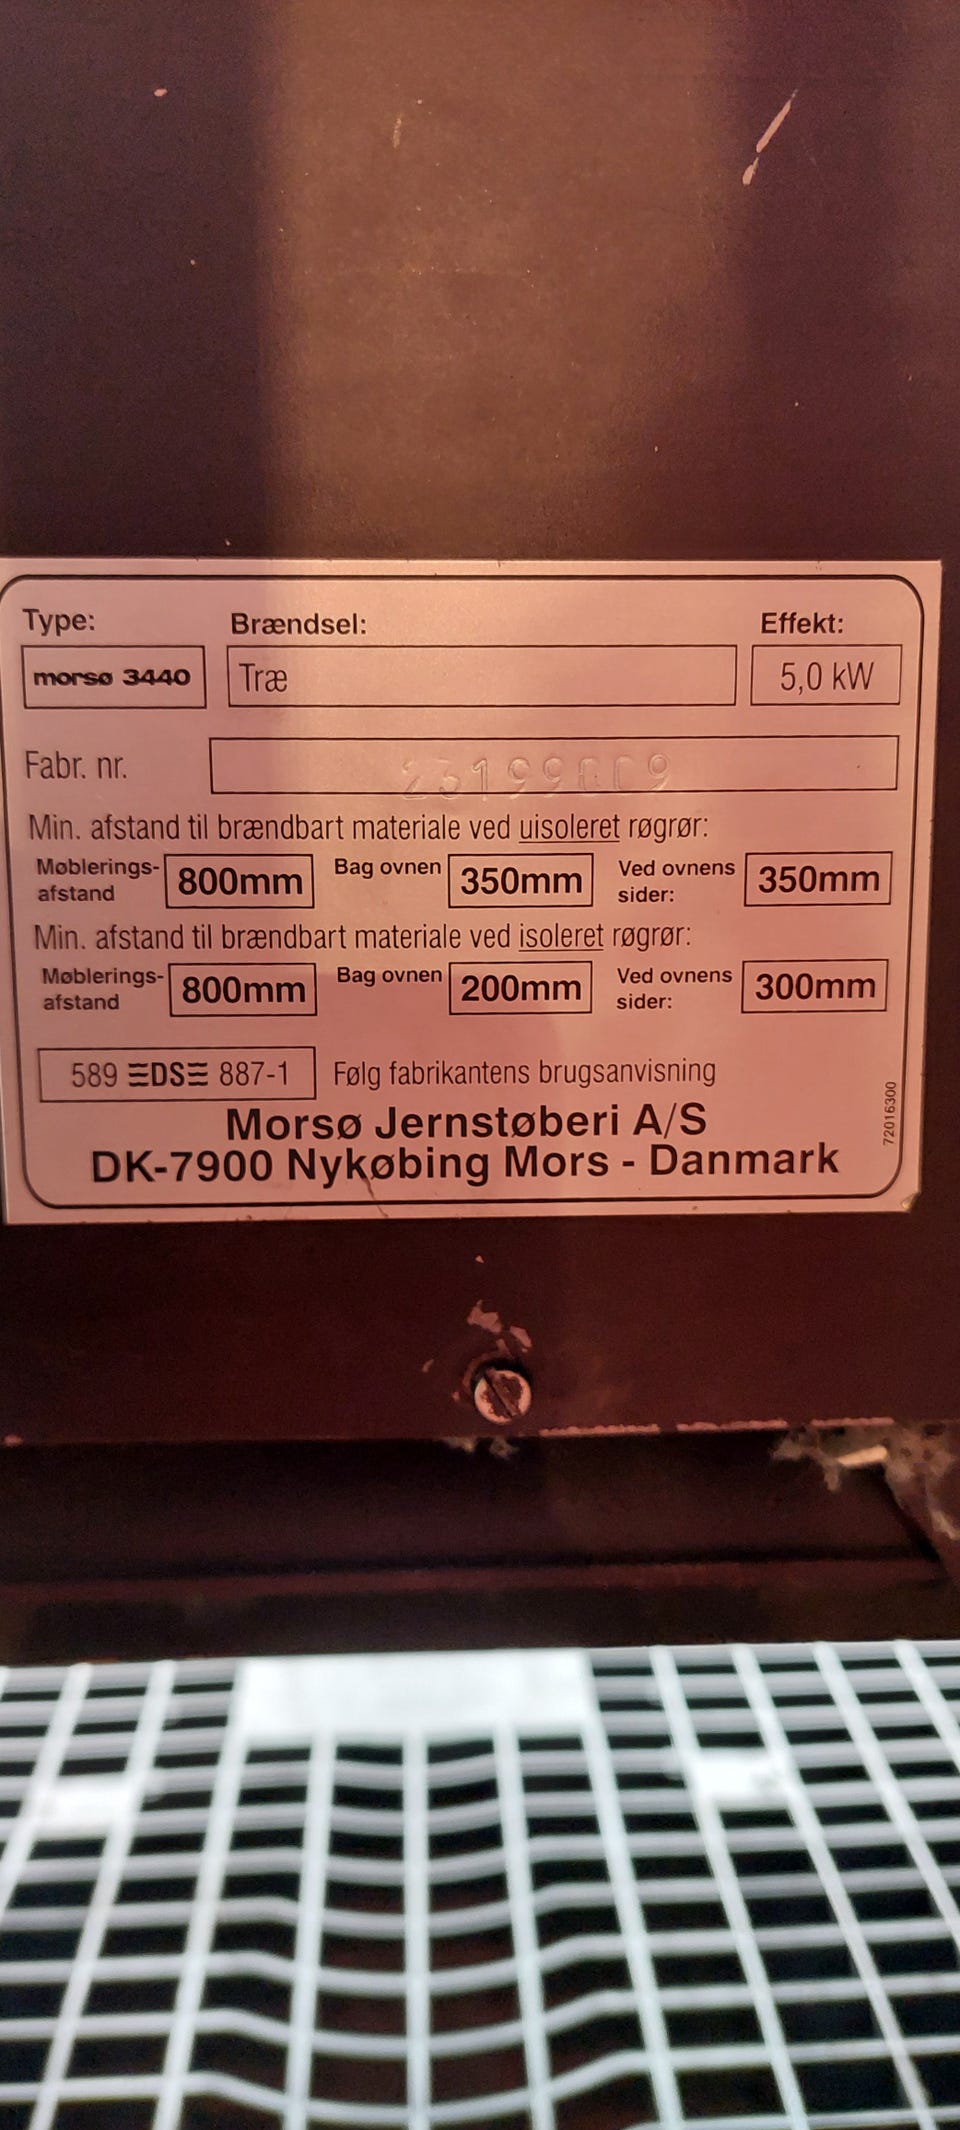 Type: Brændsel: Effekt:
morsø 3440 Træ 5,0 kW
Fabr. nr.
Min. afstand til brændbart materiale ved uisoleret røgrør:
Møblerings-afstand 800mm Bag ovnen 350mm Ved ovnens sider: 350mm
Min. afstand til brændbart materiale ved isoleret røgrør:
Møblerings-afstand 800mm Bag ovnen 200mm Ved ovnens sider: 300mm
589 DS 887-1 Følg fabrikantens brugsanvisning
72016300
Morsø Jernstøberi A/S
DK-7900 Nykøbing Mors - Danmark